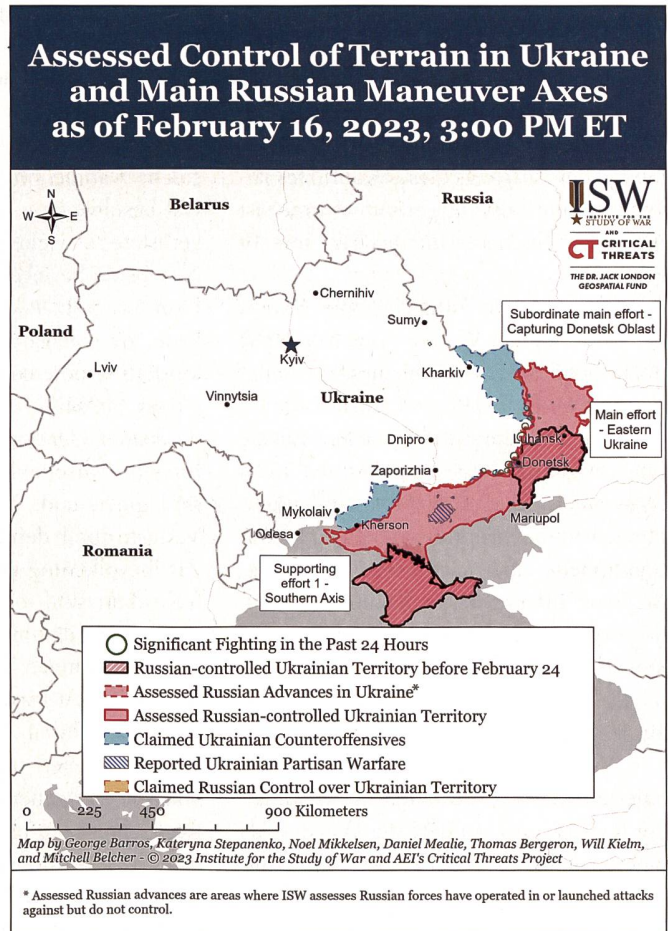 Assessed Control of Terrain in Ukraine
and Main Russian Maneuver Axes
as of February 16, 2023, 3:00 PM ET
N
W E
S
Belarus
Russia
ISW
INSTITUTE FOR THE
STUDY OF WAR
AND
CT CRITICAL
THREATS
THE DR. JACK LONDON
GEOSPATIAL FUND
Chernihiv
Sumy
Subordinate main effort -
Capturing Donetsk Oblast
Poland
Lviv
Kyiv
Kharkiv
Vinnytsia
Ukraine
Main effort
- Eastern
Ukraine
Dnipro
Luhansk
Zaporizhia
Donetsk
Mykolaiv
Kherson
Mariupol
Odesa
Romania
Supporting
effort 1 -
Southern Axis
Significant Fighting in the Past 24 Hours
Russian-controlled Ukrainian Territory before February 24
Assessed Russian Advances in Ukraine*
Assessed Russian-controlled Ukrainian Territory
Claimed Ukrainian Counteroffensives
Reported Ukrainian Partisan Warfare
Claimed Russian Control over Ukrainian Territory
0 225 450 900 Kilometers
Map by George Barros, Kateryna Stepanenko, Noel Mikkelsen, Daniel Mealie, Thomas Bergeron, Will Kielm,
and Mitchell Belcher - © 2023 Institute for the Study of War and AEI's Critical Threats Project
* Assessed Russian advances are areas where ISW assesses Russian forces have operated in or launched attacks
against but do not control.